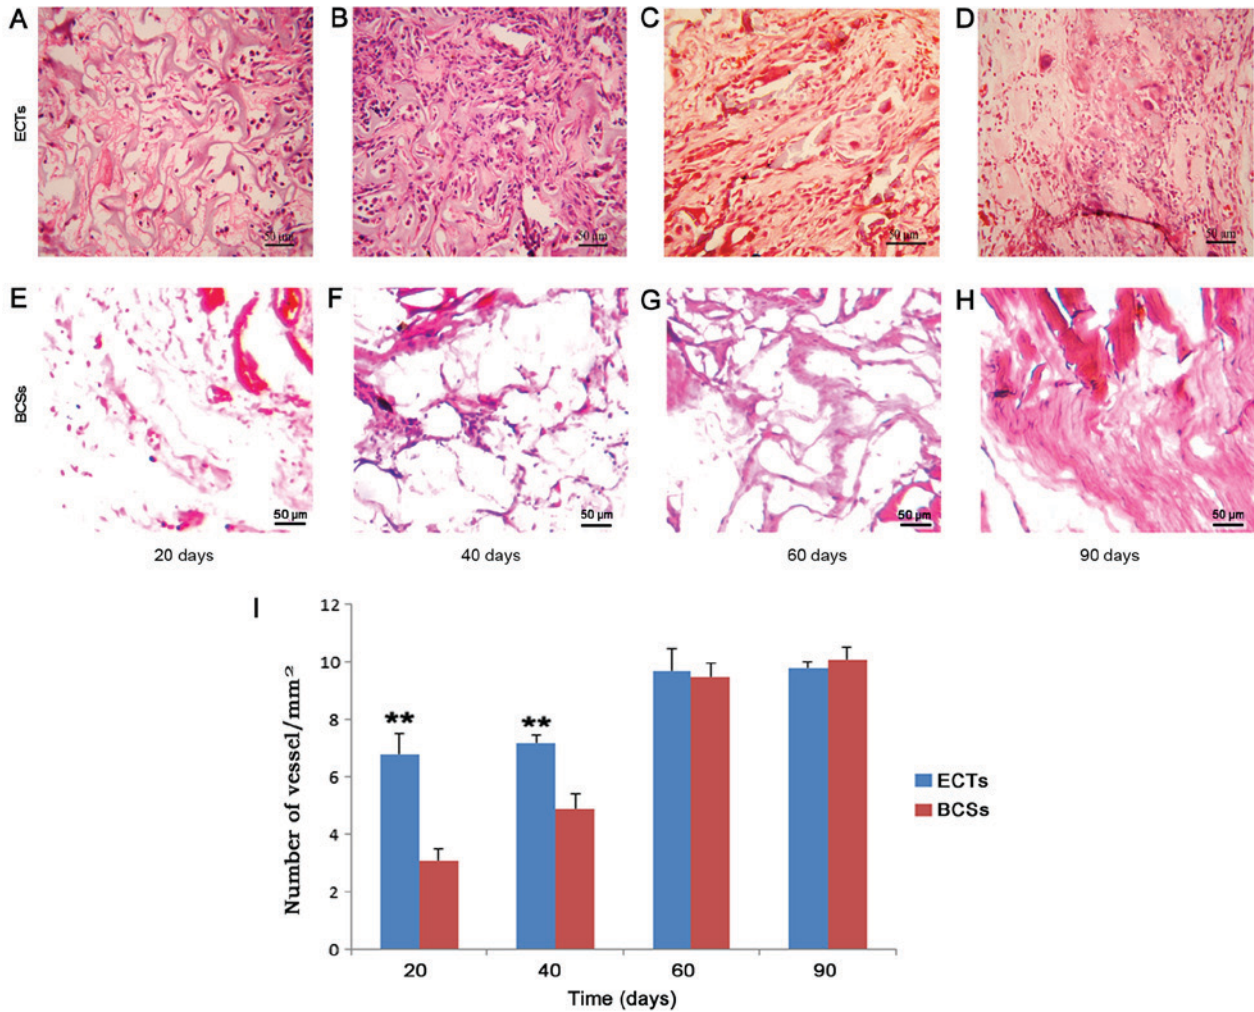 A B C D
ECTs
50 µm 50 µm 50 µm 50 µm
E F G H
BCSs
50 µm 50 µm 50 µm 50 µm
20 days 40 days 60 days 90 days
I
12
10
8
6
4
2
0
Number of vessel/mm²
** **
ECTs
BCSs
20 40 60 90
Time (days)